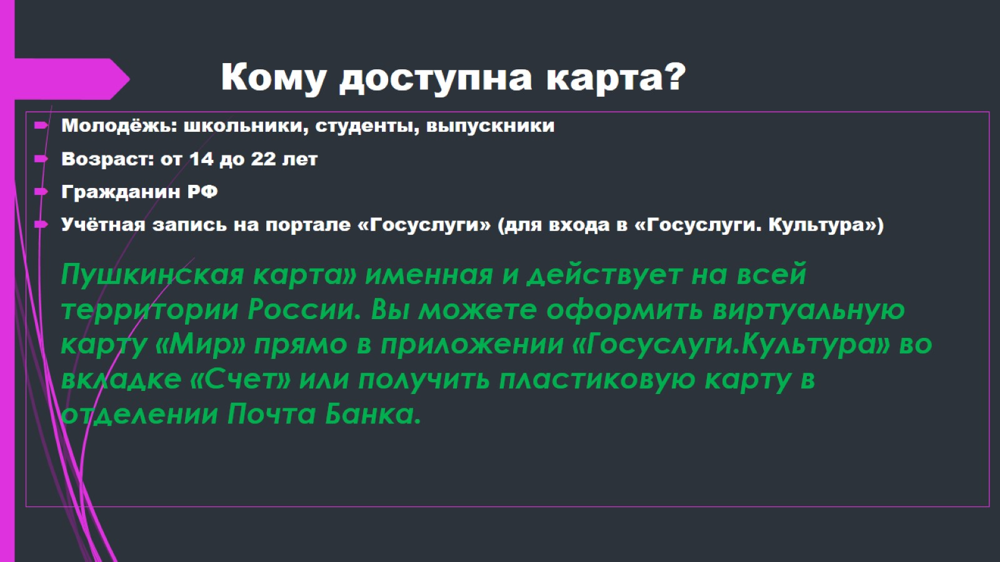 Кому доступна карта?
Молодёжь: школьники, студенты, выпускники
Возраст: от 14 до 22 лет
Гражданин РФ
Учётная запись на портале «Госуслуги» (для входа в «Госуслуги. Культура»)
Пушкинская карта» именная и действует на всей
территории России. Вы можете оформить виртуальную
карту «Мир» прямо в приложении «Госуслуги.Культура» во
вкладке «Счет» или получить пластиковую карту в
отделении Почта Банка.